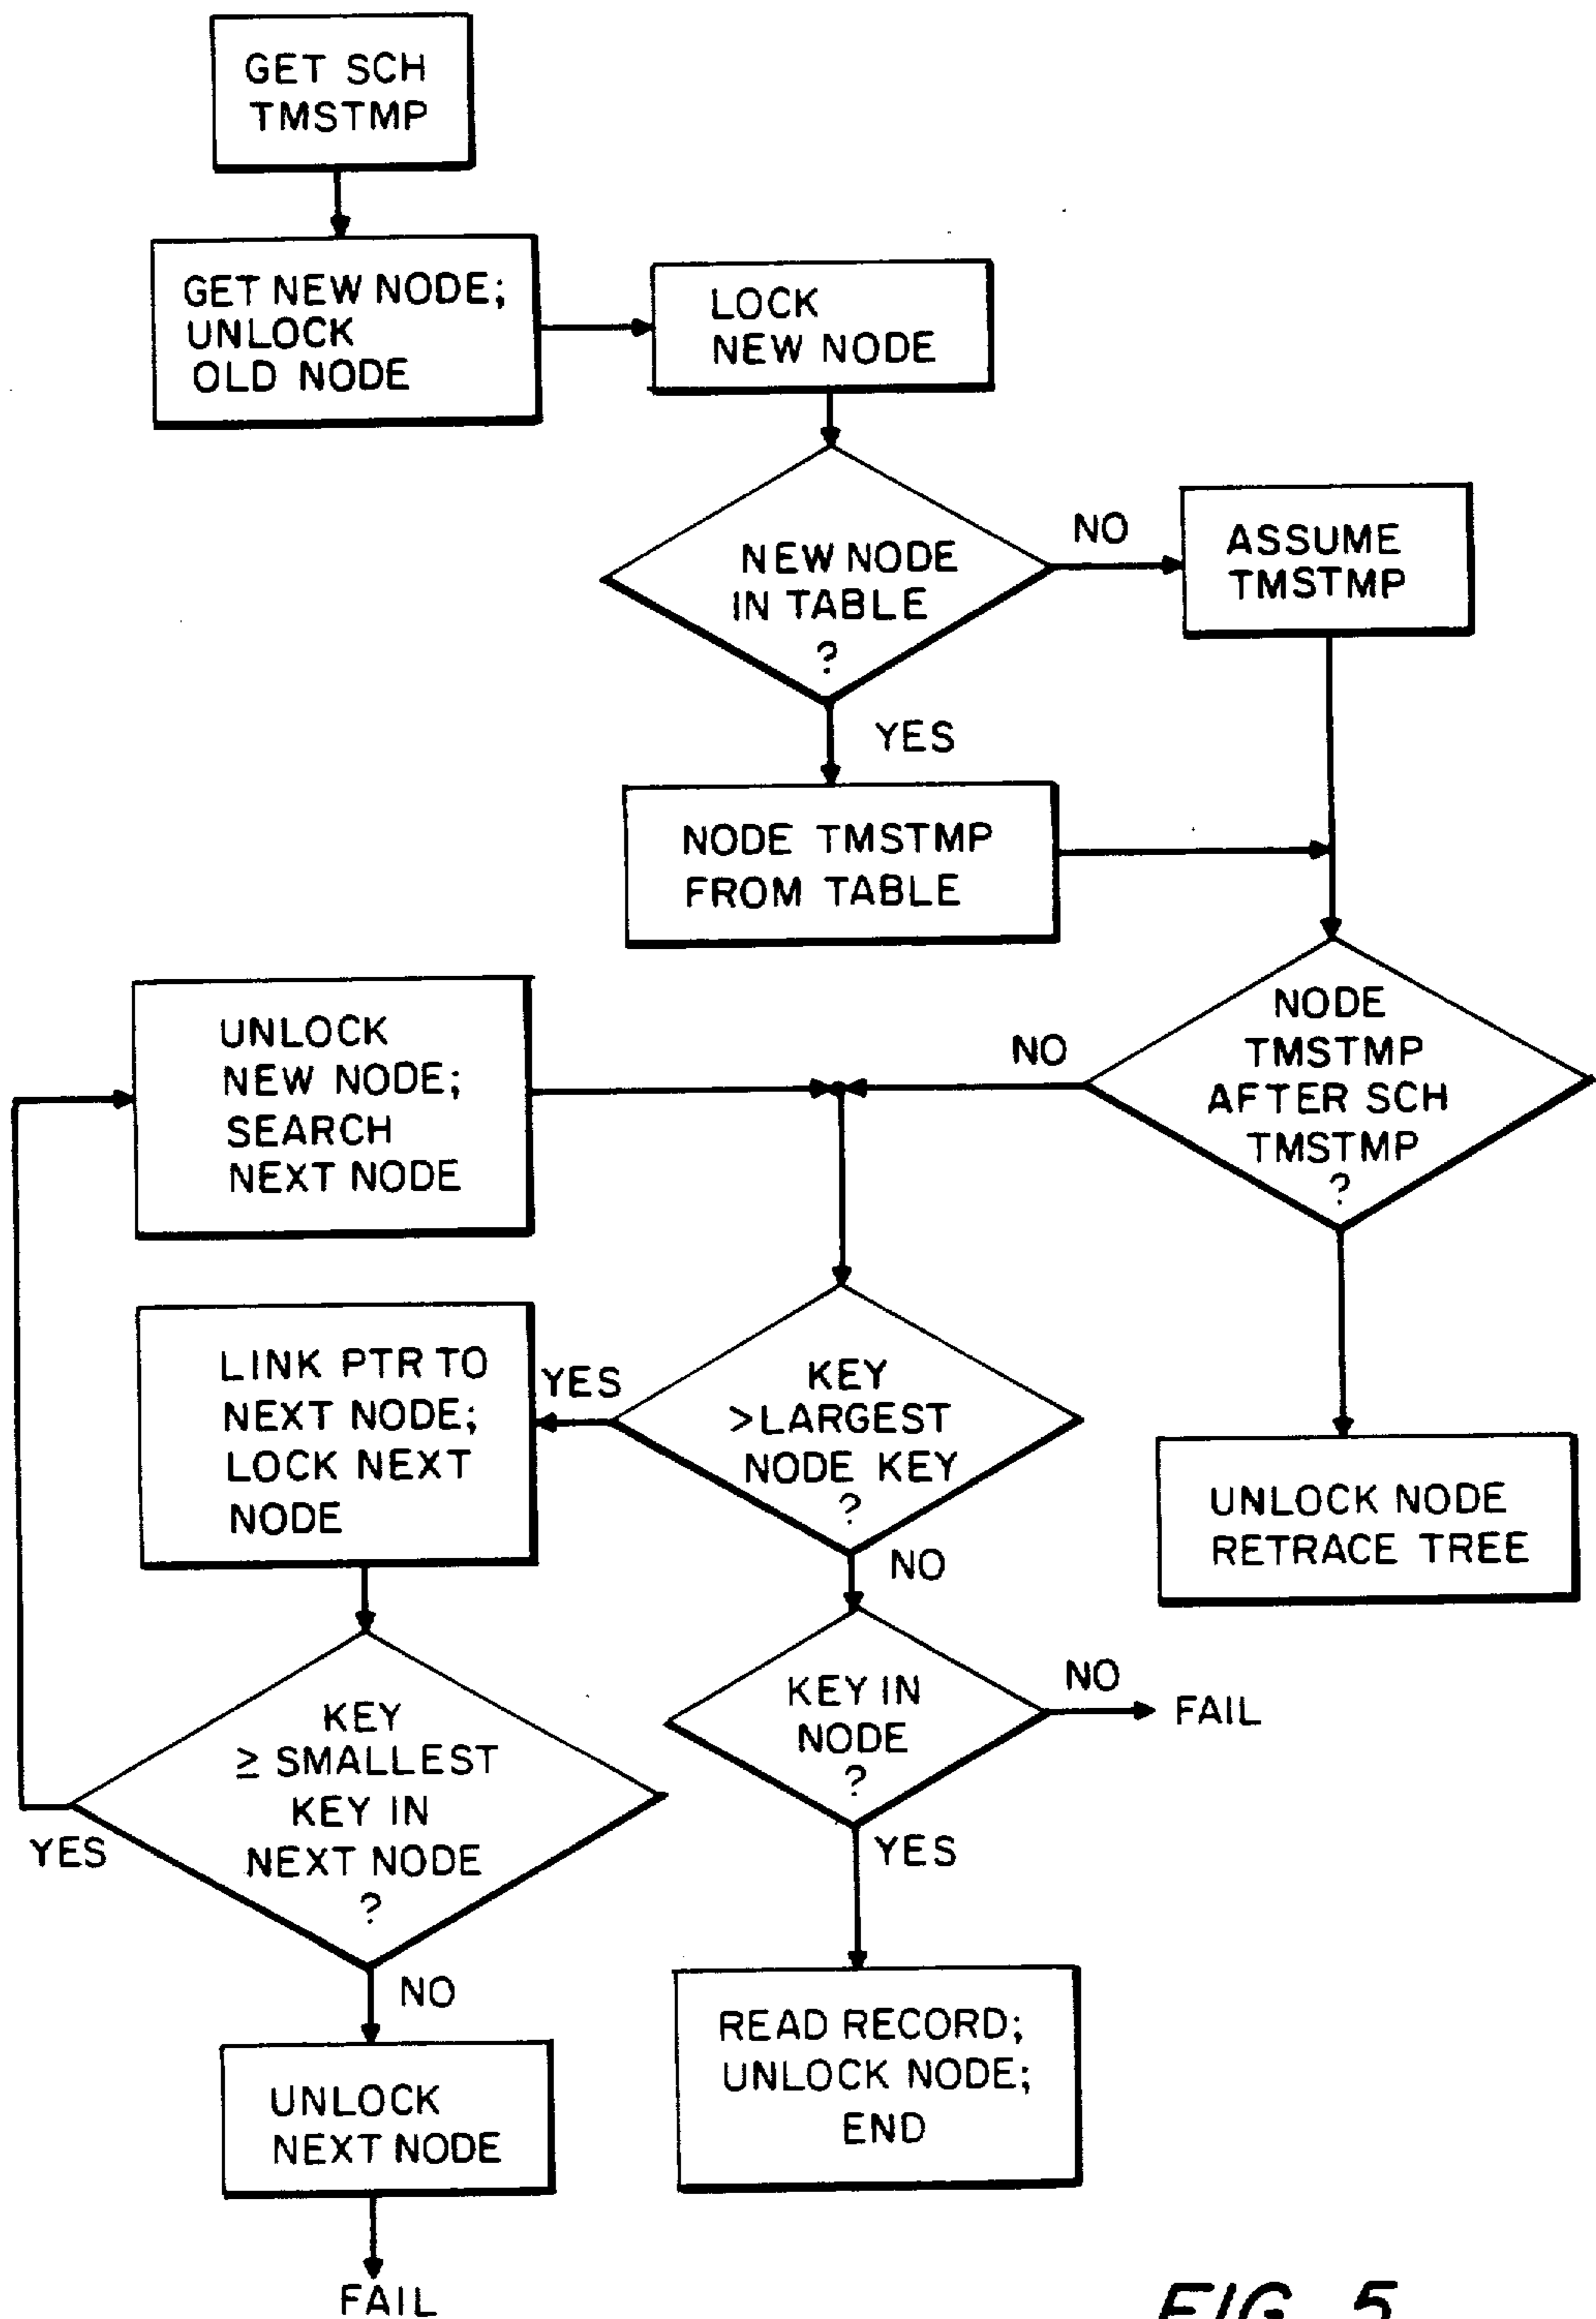 GET SCH
TMSTMP
GET NEW NODE;
UNLOCK
OLD NODE
LOCK
NEW NODE
NEW NODE
IN TABLE
?
NO
ASSUME
TMSTMP
YES
NODE TMSTMP
FROM TABLE
NODE
TMSTMP
AFTER SCH
TMSTMP
?
NO
UNLOCK
NEW NODE;
SEARCH
NEXT NODE
LINK PTR TO
NEXT NODE;
LOCK NEXT
NODE
YES
KEY
>LARGEST
NODE KEY
?
NO
UNLOCK NODE
RETRACE TREE
KEY
≥ SMALLEST
KEY IN
NEXT NODE
?
YES
NO
KEY IN
NODE
?
NO
FAIL
YES
UNLOCK
NEXT NODE
FAIL
READ RECORD;
UNLOCK NODE;
END
FIG. 5